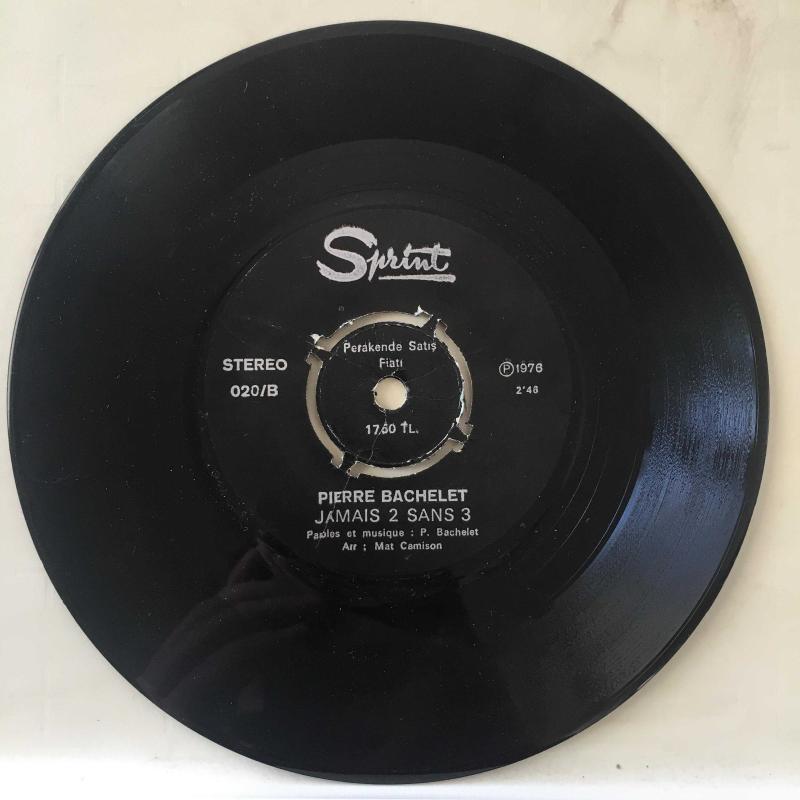 Sprint
Perakende Satış
Fiatı
STEREO
020/B
Ⓟ1976
2'46
1750 TL.
PIERRE BACHELET
JAMAIS 2 SANS 3
Paroles et musique : P. Bachelet
Arr ; Mat Camison